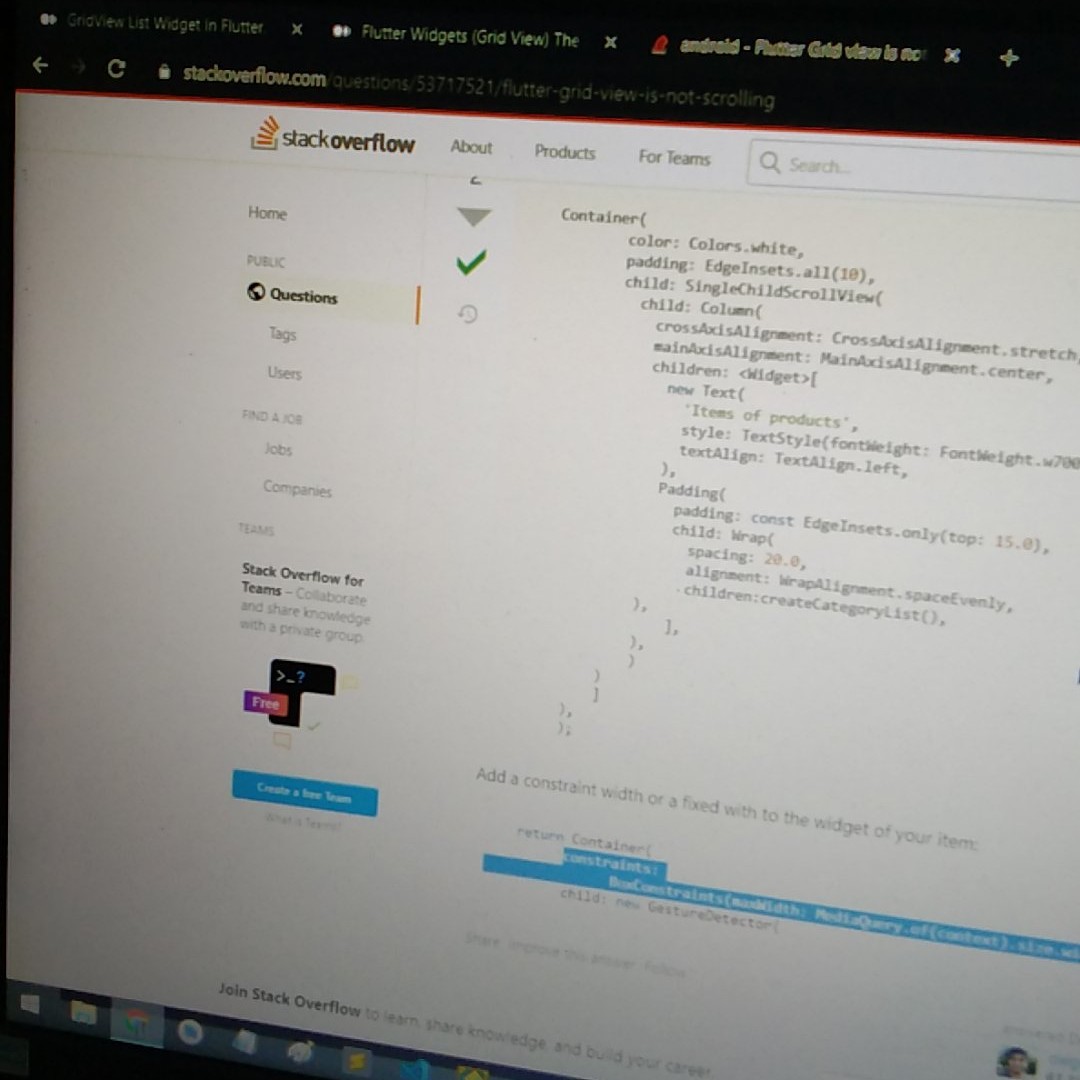 GridView List Widget in Flutter
Flutter Widgets (Grid View) The
android - Flutter Grid view is no
stackoverflow.com/questions/53717521/flutter-grid-view-is-not-scrolling
stackoverflow
About
Products
For Teams
Search...
Home
PUBLIC
Questions
Tags
Users
FIND A JOB
Jobs
Companies
TEAMS
Stack Overflow for
Teams – Collaborate
and share knowledge
with a private group.
>_?
Free
Create a free Team
What is Teams?
Container(
color: Colors.white,
padding: EdgeInsets.all(10),
child: SingleChildScrollView(
child: Column(
crossAxisAlignment: CrossAxisAlignment.stretch,
mainAxisAlignment: MainAxisAlignment.center,
children: <Widget>[
new Text(
'Items of products',
style: TextStyle(fontWeight: FontWeight.w700
textAlign: TextAlign.left,
),
Padding(
padding: const EdgeInsets.only(top: 15.0),
child: Wrap(
spacing: 20.0,
alignment: WrapAlignment.spaceEvenly,
children:createCategoryList(),
),
],
),
)
)
]
),
);
Add a constraint width or a fixed with to the widget of your item:
return Container(
constraints:
BoxConstraints(maxWidth: MediaQuery.of(context).size.wi
child: new GestureDetector(
Share Improve this answer Follow
Join Stack Overflow to learn, share knowledge, and build your career.